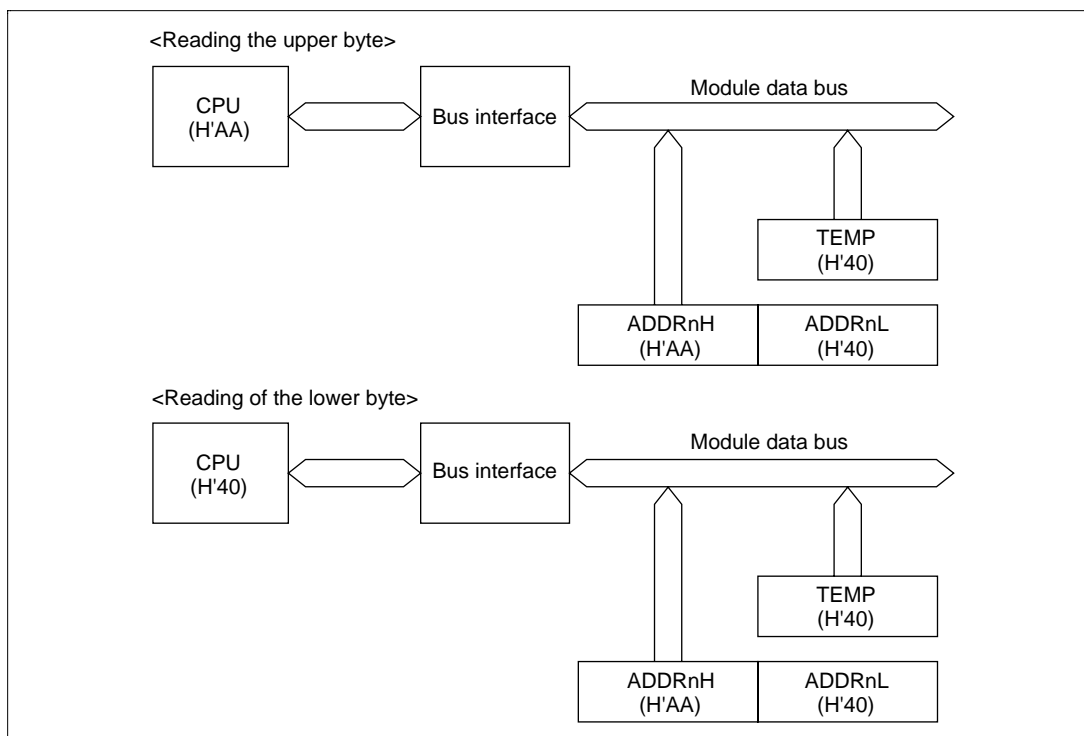 <Reading the upper byte>
Module data bus
CPU
(H'AA)
Bus interface
TEMP
(H'40)
ADDRnH
(H'AA)
ADDRnL
(H'40)
<Reading of the lower byte>
Module data bus
CPU
(H'40)
Bus interface
TEMP
(H'40)
ADDRnH
(H'AA)
ADDRnL
(H'40)